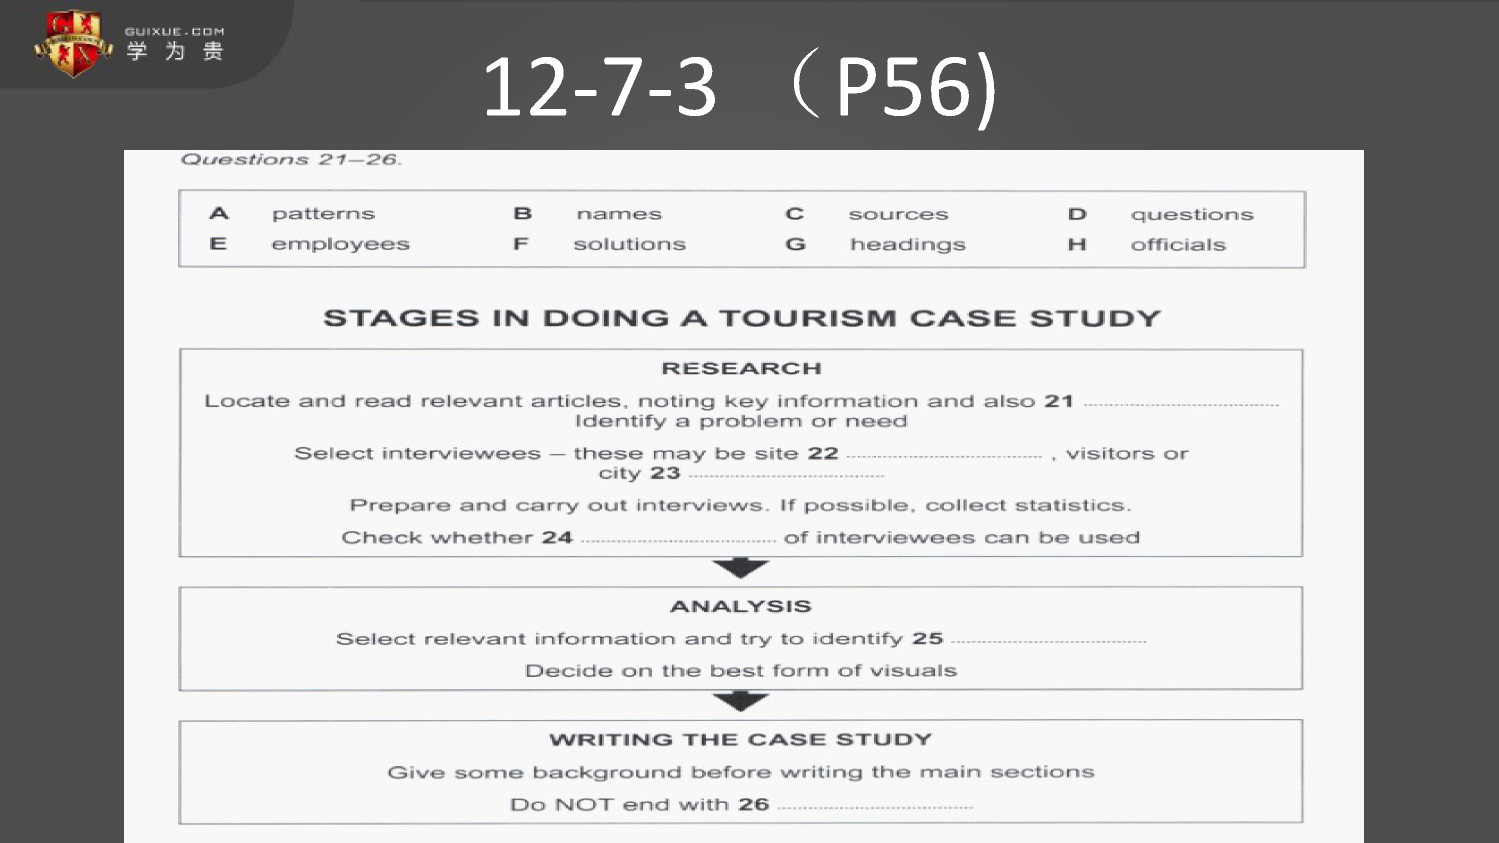 GUIXUE.COM
学为贵
12-7-3 （P56)
Questions 21–26.
A patterns B names C sources D questions
E employees F solutions G headings H officials
STAGES IN DOING A TOURISM CASE STUDY
RESEARCH
Locate and read relevant articles, noting key information and also 21 ........................................
Identify a problem or need
Select interviewees – these may be site 22 ........................................ , visitors or
city 23 ........................................
Prepare and carry out interviews. If possible, collect statistics.
Check whether 24 ........................................ of interviewees can be used
ANALYSIS
Select relevant information and try to identify 25 ........................................
Decide on the best form of visuals
WRITING THE CASE STUDY
Give some background before writing the main sections
Do NOT end with 26 ........................................